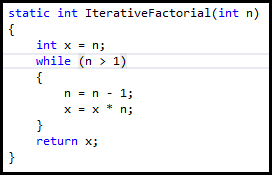 static int IterativeFactorial(int n)
{
    int x = n;
    while (n > 1)
    {
        n = n - 1;
        x = x * n;
    }
    return x;
}